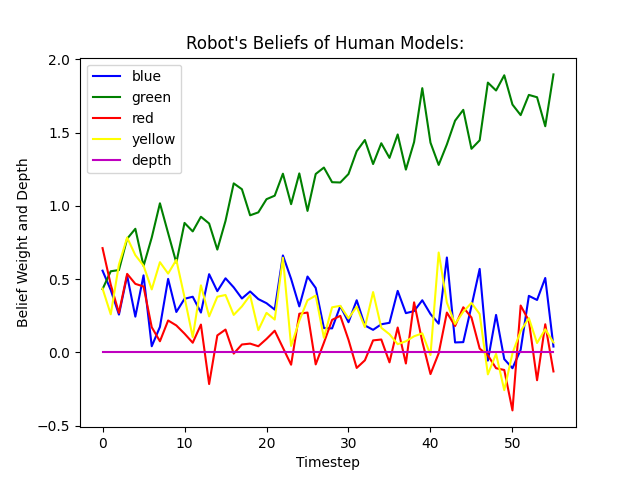 Robot's Beliefs of Human Models:
blue
green
red
yellow
depth
Belief Weight and Depth
2.0
1.5
1.0
0.5
0.0
−0.5
0 10 20 30 40 50
Timestep